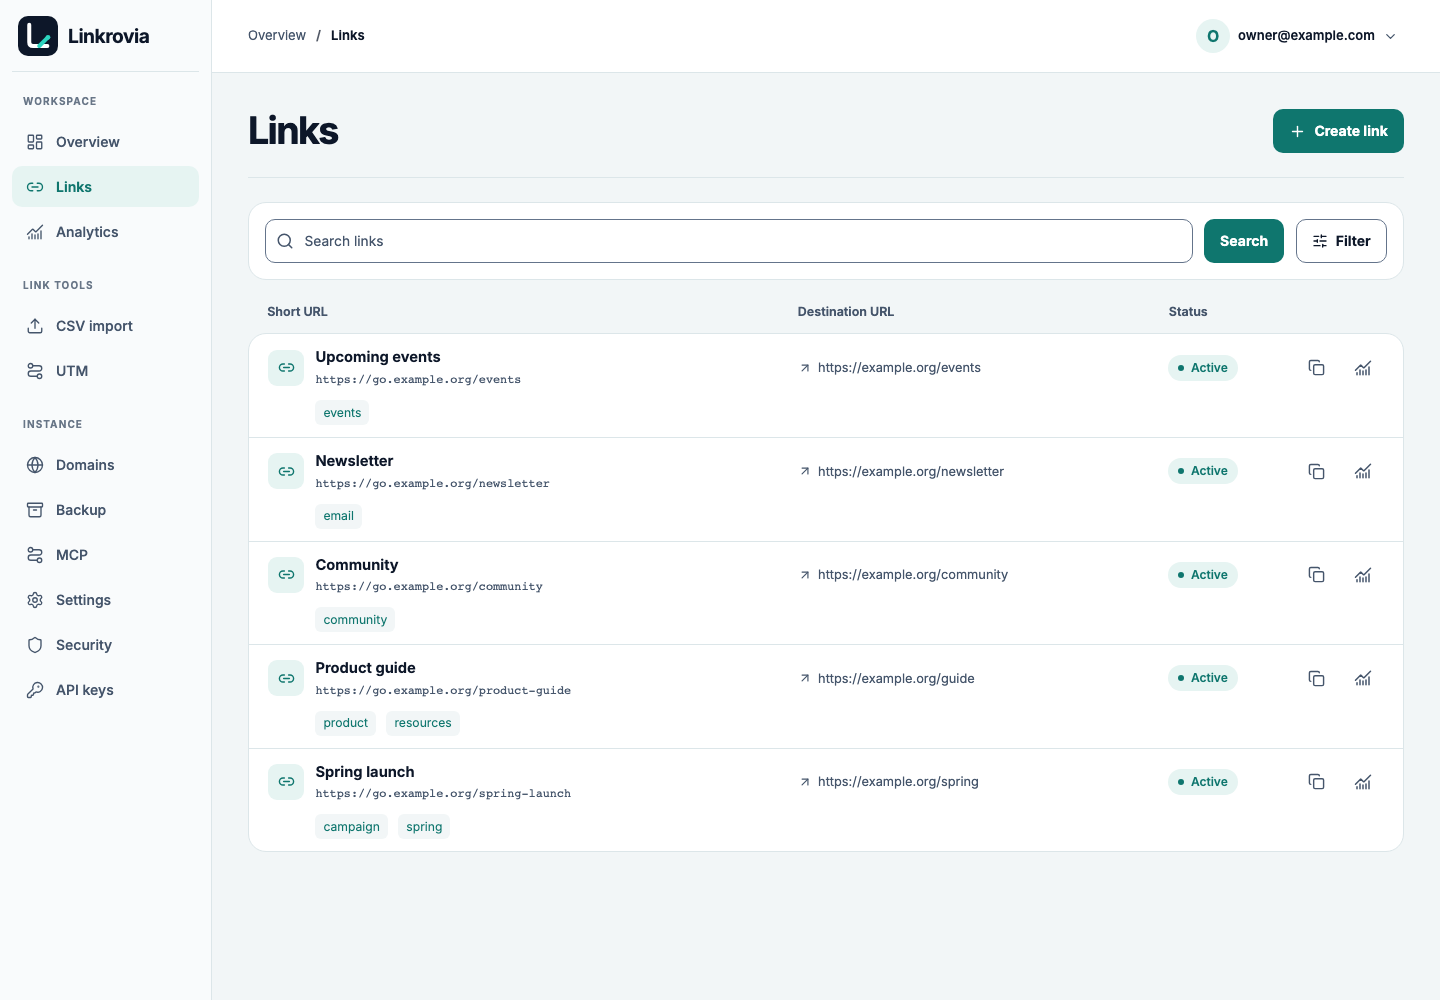 Linkrovia
WORKSPACE
Overview
Links
Analytics
LINK TOOLS
CSV import
UTM
INSTANCE
Domains
Backup
MCP
Settings
Security
API keys
Overview / Links
O owner@example.com
Links
Create link
Search links
Search
Filter
Short URL Destination URL Status
Upcoming events
https://go.example.org/events
events
https://example.org/events
Active
Newsletter
https://go.example.org/newsletter
email
https://example.org/newsletter
Active
Community
https://go.example.org/community
community
https://example.org/community
Active
Product guide
https://go.example.org/product-guide
product resources
https://example.org/guide
Active
Spring launch
https://go.example.org/spring-launch
campaign spring
https://example.org/spring
Active